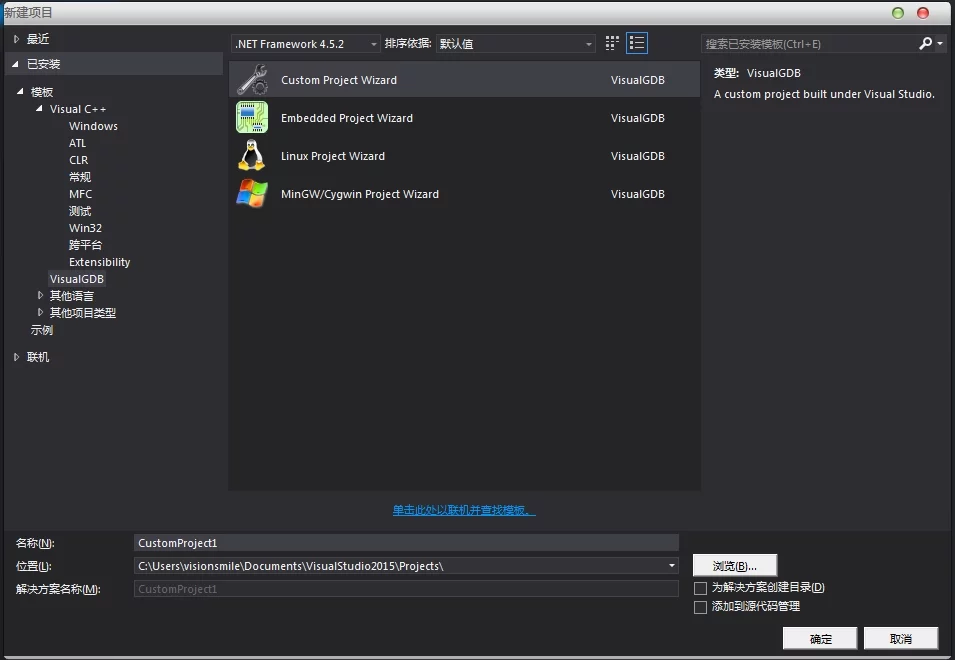 新建项目
最近
.NET Framework 4.5.2 排序依据: 默认值
搜索已安装模板(Ctrl+E)
已安装
模板
Visual C++
Windows
ATL
CLR
常规
MFC
测试
Win32
跨平台
Extensibility
VisualGDB
其他语言
其他项目类型
示例
联机
Custom Project Wizard VisualGDB
Embedded Project Wizard VisualGDB
Linux Project Wizard VisualGDB
MinGW/Cygwin Project Wizard VisualGDB
类型: VisualGDB
A custom project built under Visual Studio.
单击此处以联机并查找模板。
名称(N): CustomProject1
位置(L): C:\Users\visionsmile\Documents\VisualStudio2015\Projects\ 浏览(B)...
解决方案名称(M): CustomProject1
为解决方案创建目录(D)
添加到源代码管理
确定 取消